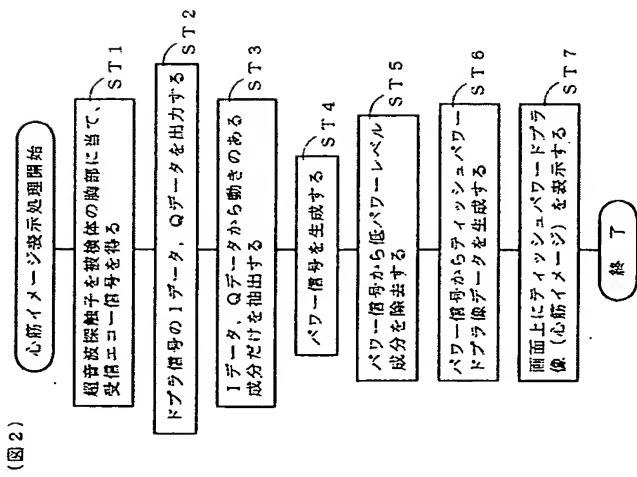 (図2)
心筋イメージ表示処理開始
超音波探触子を被検体の胸部に当て、
受信エコー信号を得る
ST1
ドプラ信号のIデータ，Qデータを出力する
ST2
Iデータ，Qデータから動きのある
成分だけを抽出する
ST3
パワー信号を生成する
ST4
パワー信号から低パワーレベル
成分を除去する
ST5
パワー信号からティッシュパワー
ドプラ像データを生成する
ST6
画面上にティッシュパワードプラ
像（心筋イメージ）を表示する
ST7
終了